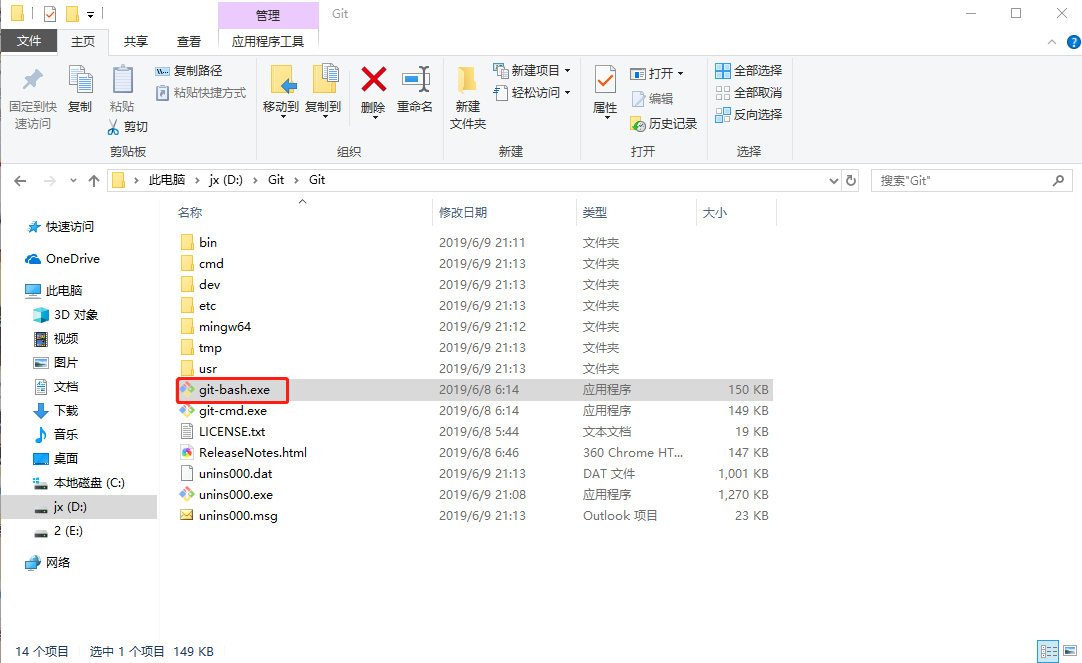 管理
Git
文件
主页
共享
查看
应用程序工具
固定到快
速访问
复制
粘贴
复制路径
粘贴快捷方式
剪切
剪贴板
移动到
复制到
删除
重命名
组织
新建
文件夹
新建项目
轻松访问
新建
属性
打开
编辑
历史记录
打开
全部选择
全部取消
反向选择
选择
此电脑 › jx (D:) › Git › Git
搜索"Git"
名称 修改日期 类型 大小
快速访问
OneDrive
此电脑
3D 对象
视频
图片
文档
下载
音乐
桌面
本地磁盘 (C:)
jx (D:)
2 (E:)
网络
bin 2019/6/9 21:11 文件夹
cmd 2019/6/9 21:13 文件夹
dev 2019/6/9 21:13 文件夹
etc 2019/6/9 21:13 文件夹
mingw64 2019/6/9 21:12 文件夹
tmp 2019/6/9 21:13 文件夹
usr 2019/6/9 21:13 文件夹
git-bash.exe 2019/6/8 6:14 应用程序 150 KB
git-cmd.exe 2019/6/8 6:14 应用程序 149 KB
LICENSE.txt 2019/6/8 5:44 文本文档 19 KB
ReleaseNotes.html 2019/6/8 6:46 360 Chrome HT... 147 KB
unins000.dat 2019/6/9 21:13 DAT 文件 1,001 KB
unins000.exe 2019/6/9 21:08 应用程序 1,270 KB
unins000.msg 2019/6/9 21:13 Outlook 项目 23 KB
14 个项目 选中 1 个项目 149 KB